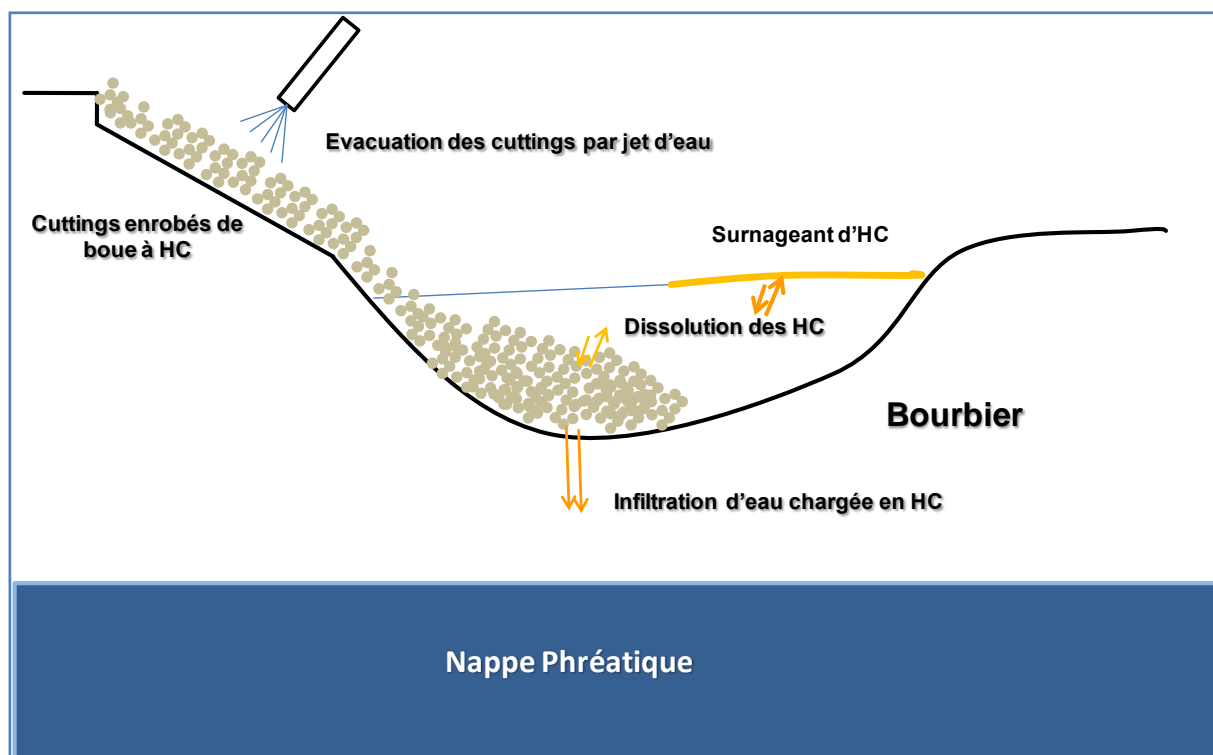 Evacuation des cuttings par jet d’eau
Cuttings enrobés de
boue à HC
Surnageant d’HC
Dissolution des HC
Bourbier
Infiltration d’eau chargée en HC
Nappe Phréatique